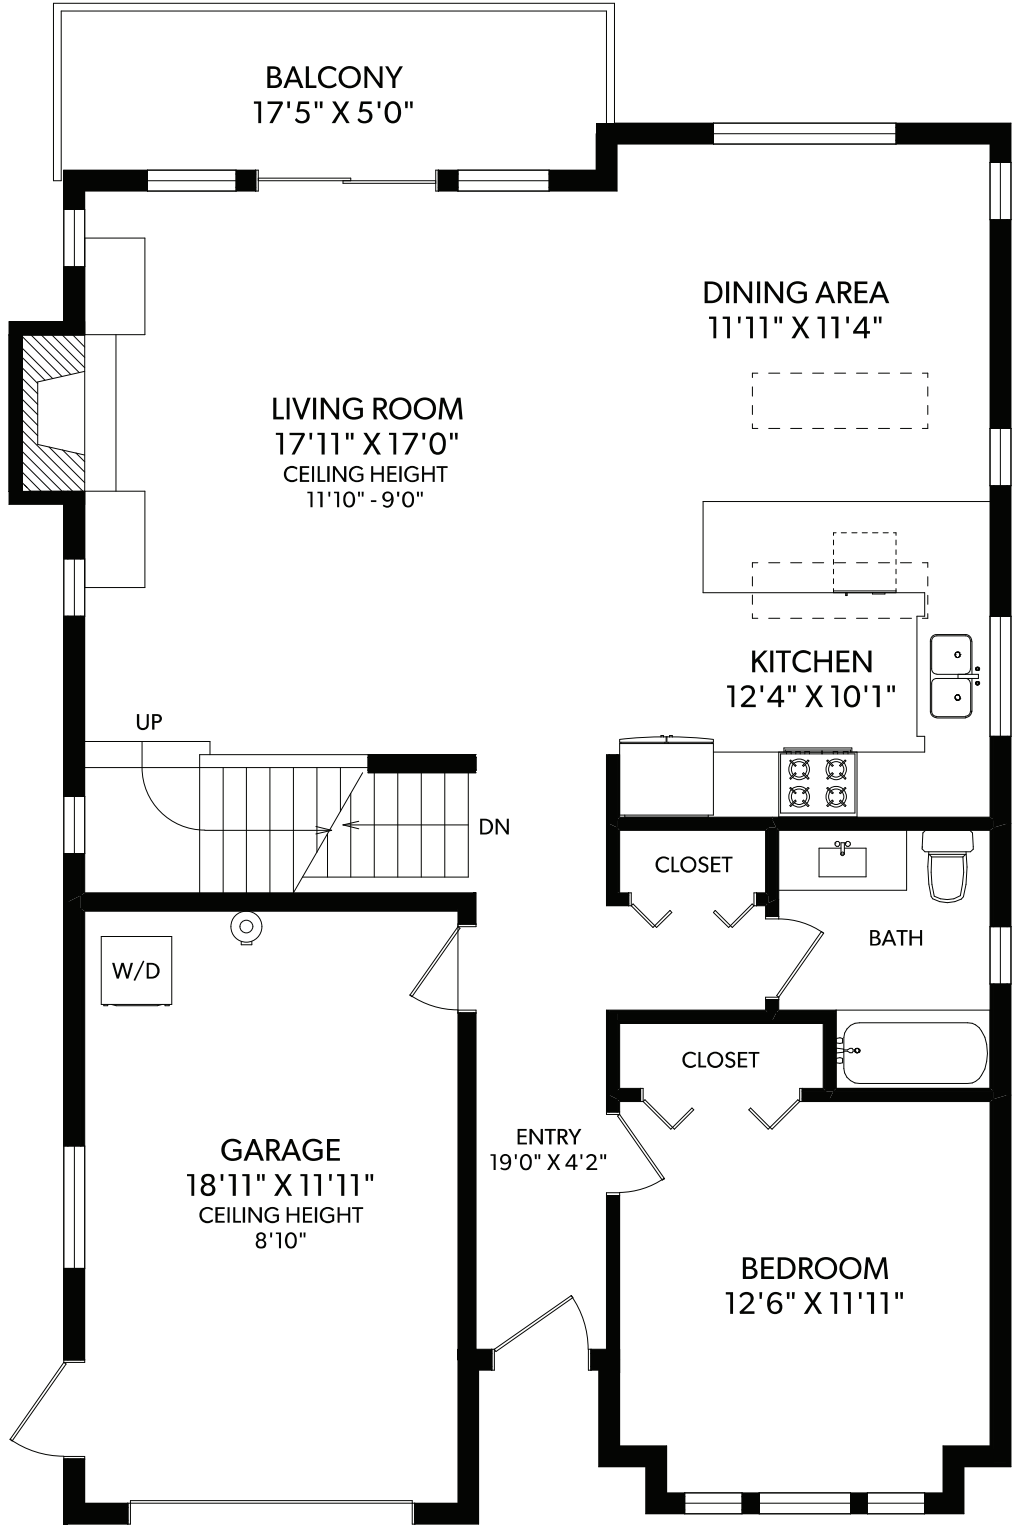 BALCONY
17'5" X 5'0"
DINING AREA
11'11" X 11'4"
LIVING ROOM
17'11" X 17'0"
CEILING HEIGHT
11'10" - 9'0"
KITCHEN
12'4" X 10'1"
UP
DN
CLOSET
BATH
W/D
CLOSET
ENTRY
19'0" X 4'2"
GARAGE
18'11" X 11'11"
CEILING HEIGHT
8'10"
BEDROOM
12'6" X 11'11"